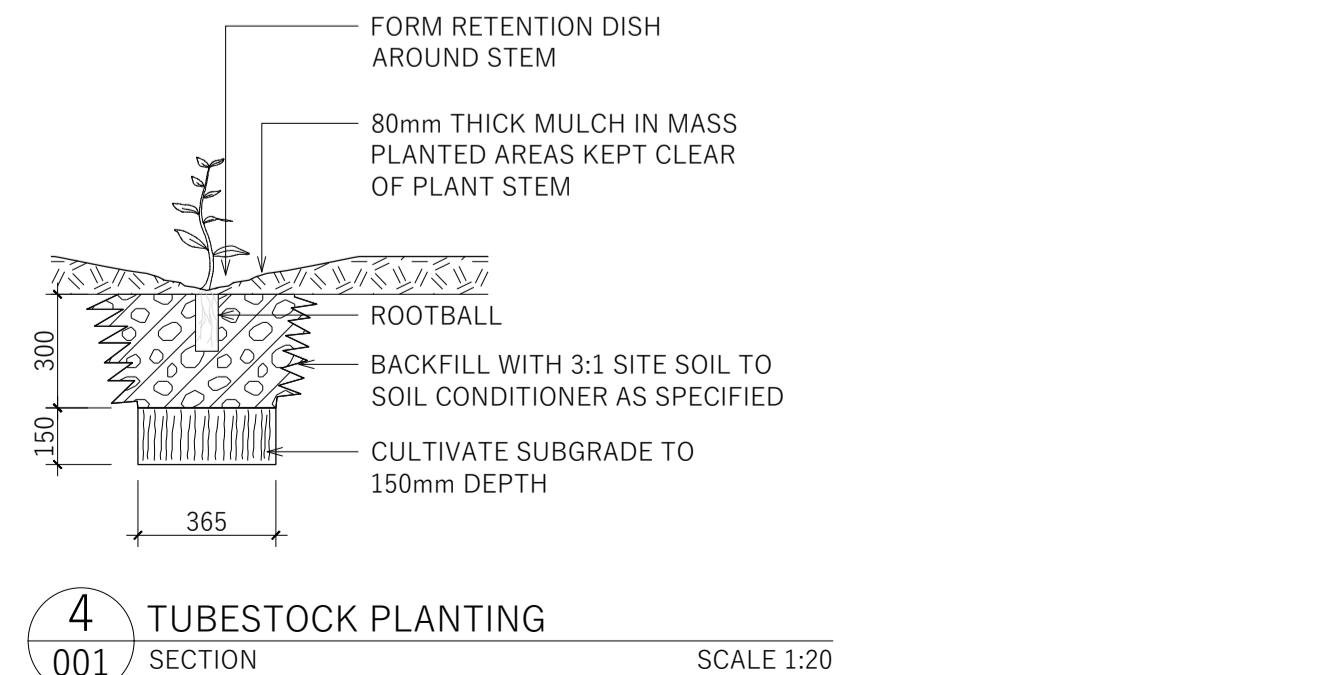 FORM RETENTION DISH
AROUND STEM
80mm THICK MULCH IN MASS
PLANTED AREAS KEPT CLEAR
OF PLANT STEM
ROOTBALL
BACKFILL WITH 3:1 SITE SOIL TO
SOIL CONDITIONER AS SPECIFIED
CULTIVATE SUBGRADE TO
150mm DEPTH
300
150
365
4
TUBESTOCK PLANTING
001
SECTION
SCALE 1:20